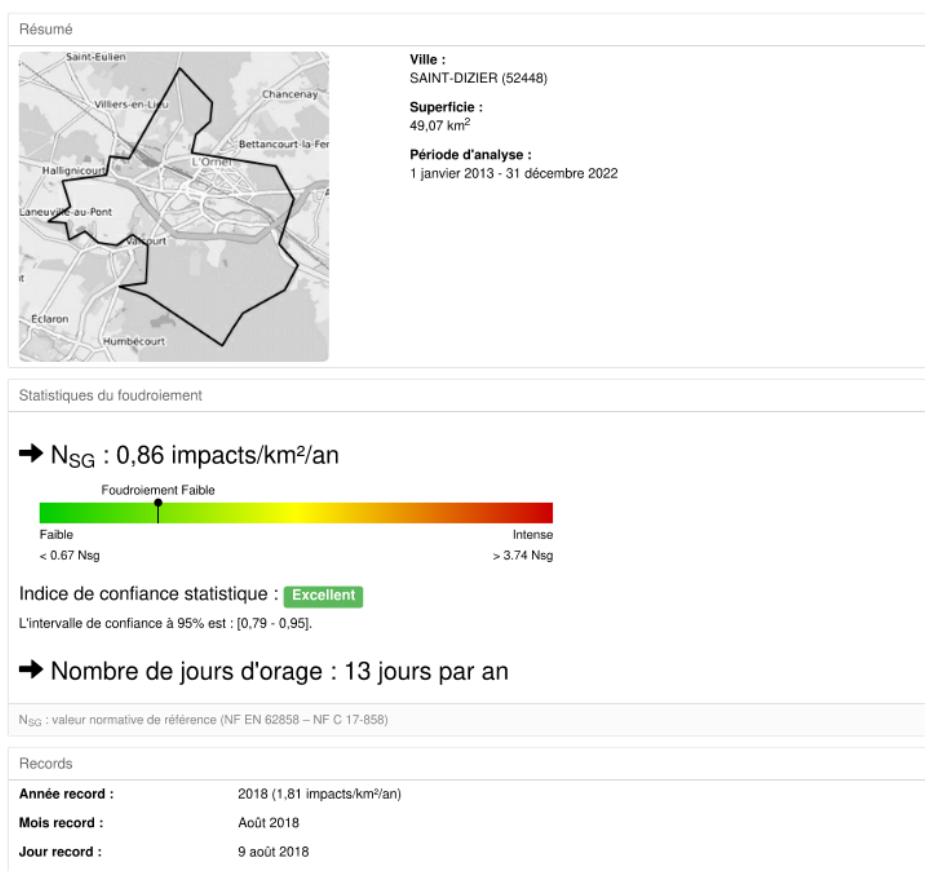 Résumé
Saint-Eulien
Villiers-en-Lieu
Chancenay
Bettancourt-la-Fer
L'Ornel
Hallignicourt
Laneuville-au-Pont
Valcourt
Éclaron
Humbécourt
Ville :
SAINT-DIZIER (52448)
Superficie :
49,07 km²
Période d'analyse :
1 janvier 2013 - 31 décembre 2022
Statistiques du foudroiement
➜ NSG : 0,86 impacts/km²/an
Foudroiement Faible
Faible Intense
< 0.67 Nsg > 3.74 Nsg
Indice de confiance statistique : Excellent
L'intervalle de confiance à 95% est : [0,79 - 0,95].
➜ Nombre de jours d'orage : 13 jours par an
NSG : valeur normative de référence (NF EN 62858 – NF C 17-858)
Records
Année record : 2018 (1,81 impacts/km²/an)
Mois record : Août 2018
Jour record : 9 août 2018